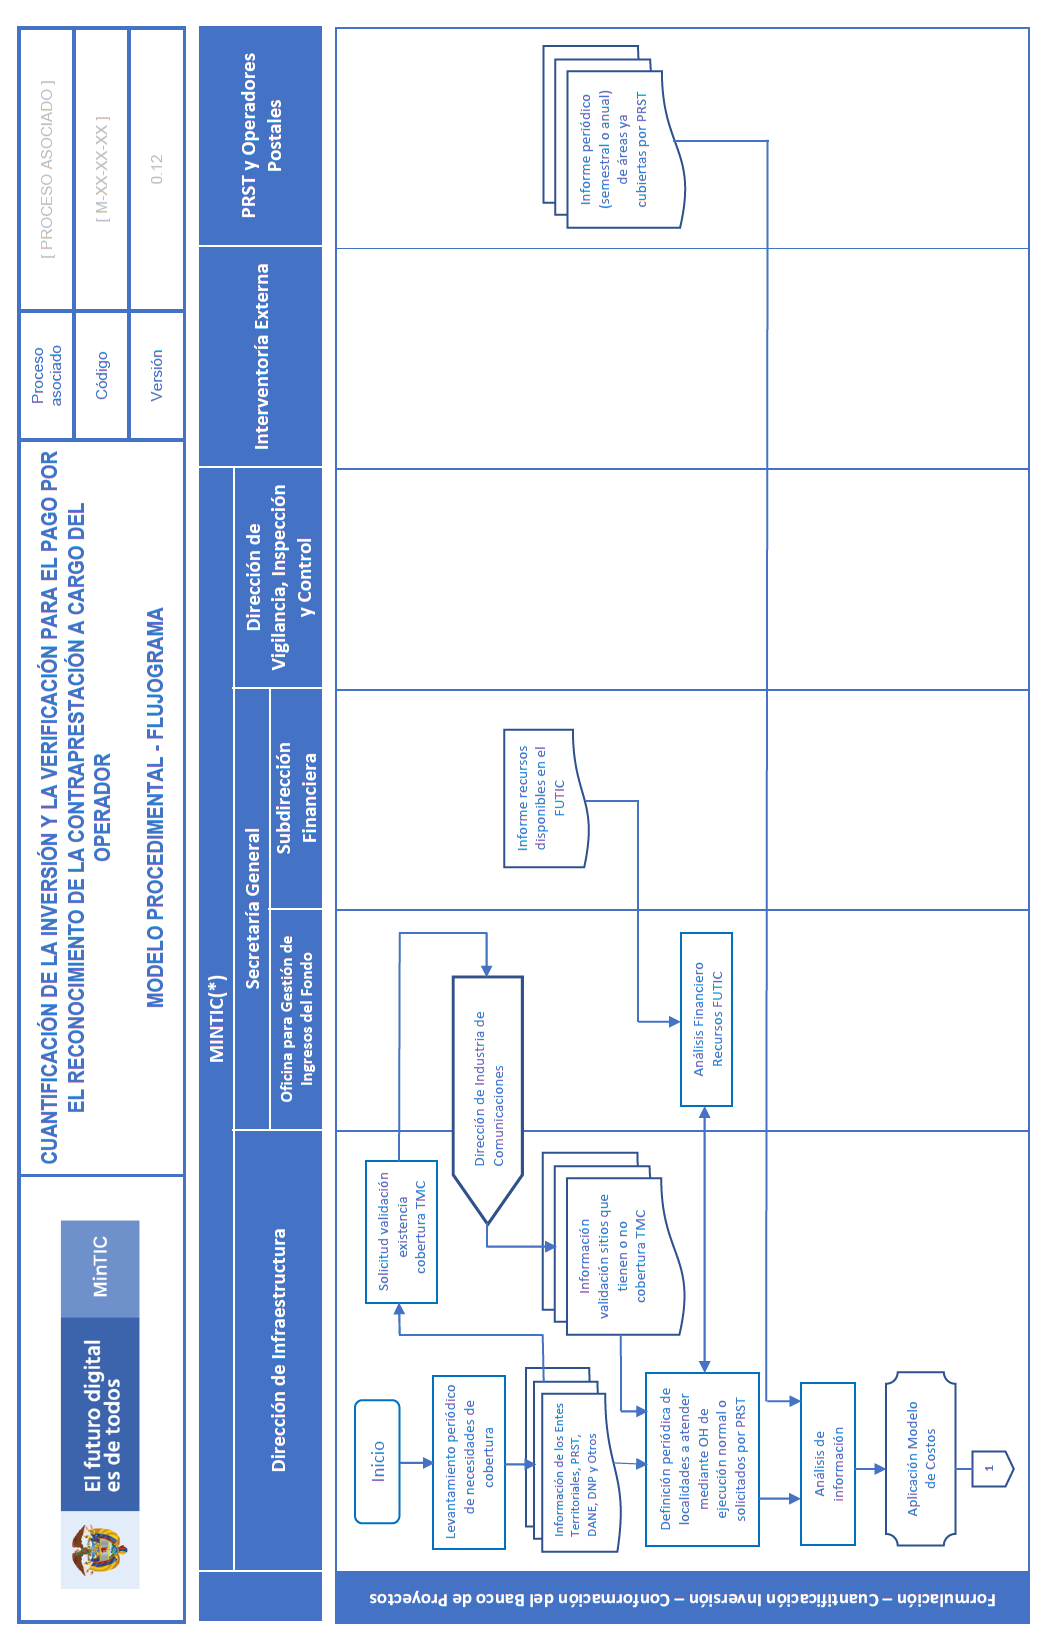 El futuro digital
es de todos
MinTIC
CUANTIFICACIÓN DE LA INVERSIÓN Y LA VERIFICACIÓN PARA EL PAGO POR
EL RECONOCIMIENTO DE LA CONTRAPRESTACIÓN A CARGO DEL
OPERADOR
MODELO PROCEDIMENTAL - FLUJOGRAMA
Proceso
asociado
[ PROCESO ASOCIADO ]
Código
[ M-XX-XX-XX ]
Versión
0.12
MINTIC(*)
Dirección de Infraestructura
Secretaría General
Oficina para Gestión de
Ingresos del Fondo
Subdirección
Financiera
Dirección de
Vigilancia, Inspección
y Control
Interventoría Externa
PRST y Operadores
Postales
Formulación – Cuantificación Inversión – Conformación del Banco de Proyectos
Inicio
Levantamiento periódico
de necesidades de
cobertura
Información de los Entes
Territoriales, PRST,
DANE, DNP y Otros
Solicitud validación
existencia
cobertura TMC
Dirección de Industria de
Comunicaciones
Información
validación sitios que
tienen o no
cobertura TMC
Definición periódica de
localidades a atender
mediante OH de
ejecución normal o
solicitados por PRST
Informe recursos
disponibles en el
FUTIC
Análisis Financiero
Recursos FUTIC
Informe periódico
(semestral o anual)
de áreas ya
cubiertas por PRST
Análisis de
información
Aplicación Modelo
de Costos
1